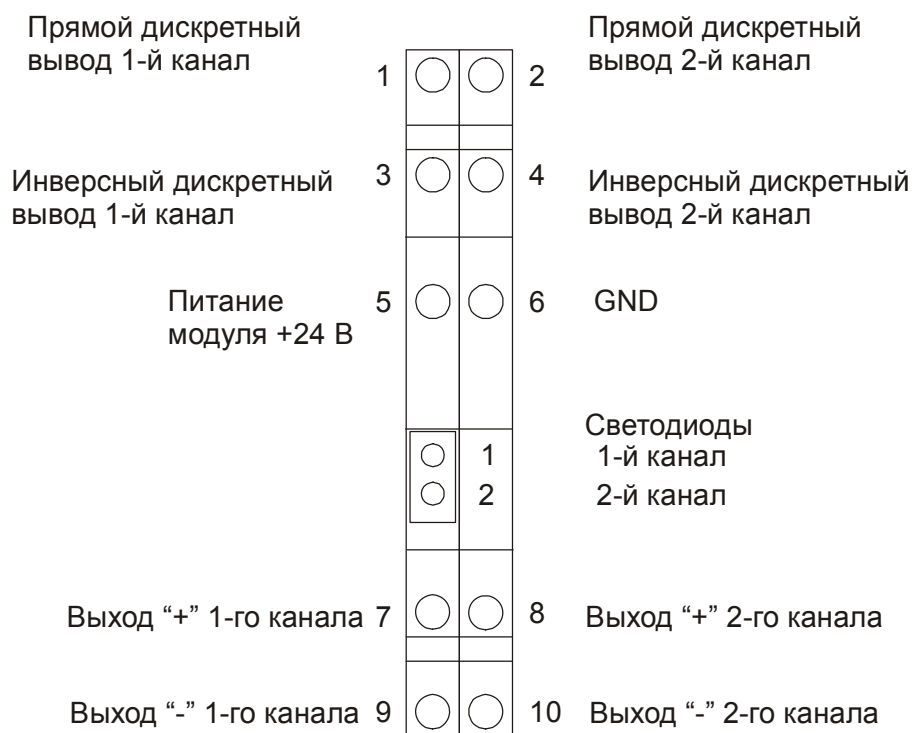 Прямой дискретный
вывод 1-й канал
1
2
Прямой дискретный
вывод 2-й канал
Инверсный дискретный
вывод 1-й канал
3
4
Инверсный дискретный
вывод 2-й канал
Питание
модуля +24 В
5
6
GND
Светодиоды
1
1-й канал
2
2-й канал
Выход “+” 1-го канала 7
8 Выход “+” 2-го канала
Выход “-” 1-го канала 9
10 Выход “-” 2-го канала